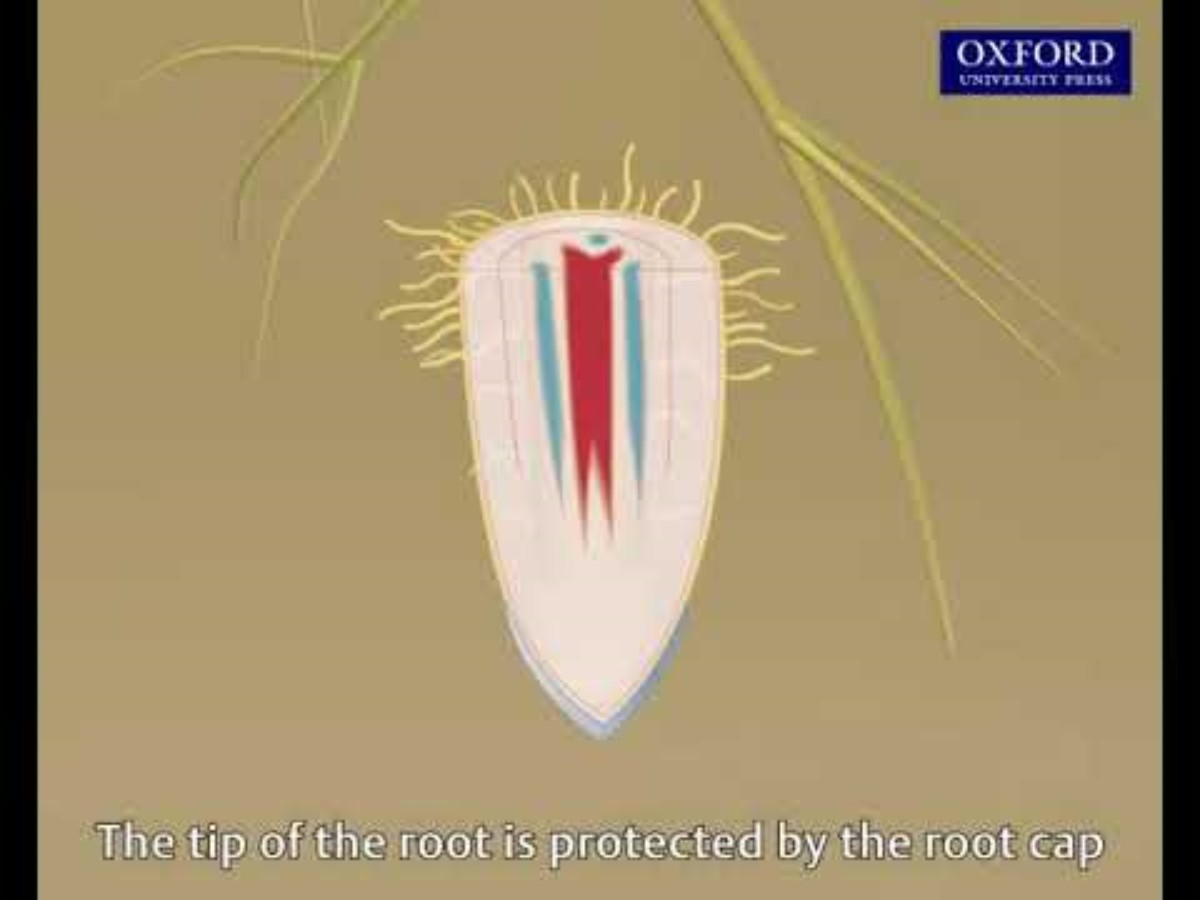 OXFORD
UNIVERSITY PRESS
The tip of the root is protected by the root cap